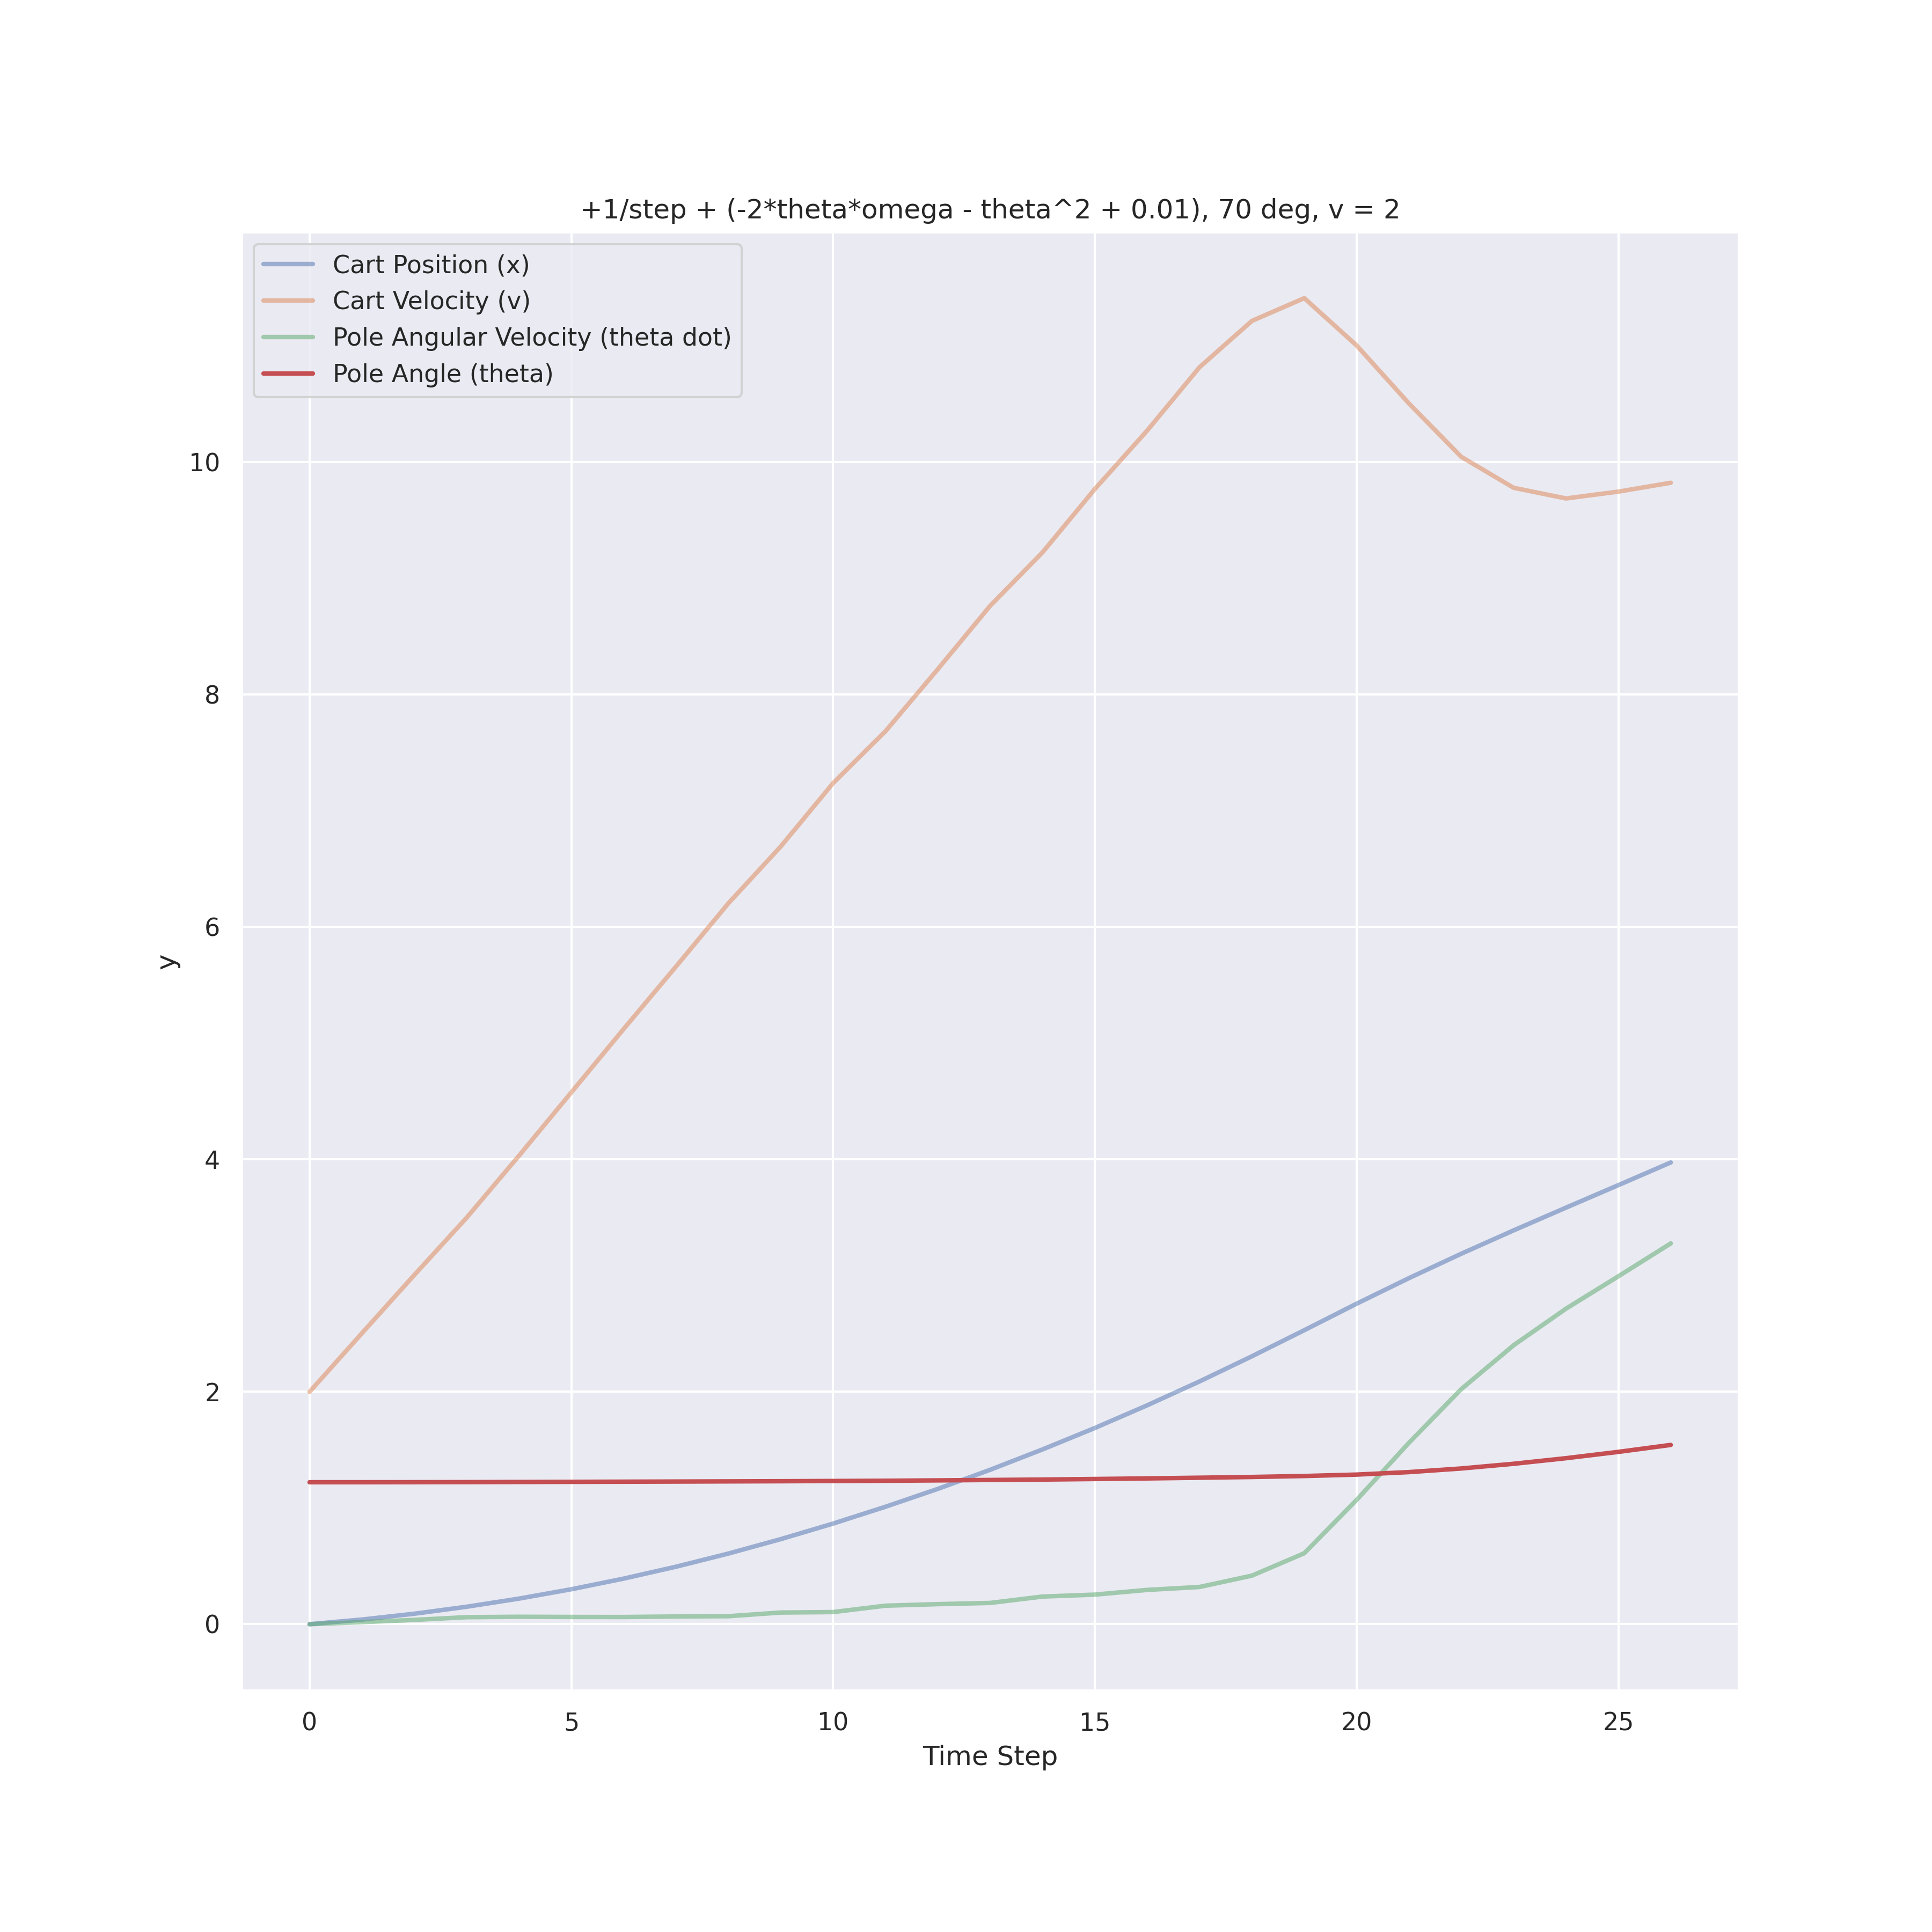 +1/step + (-2*theta*omega - theta^2 + 0.01), 70 deg, v = 2
Cart Position (x)
Cart Velocity (v)
Pole Angular Velocity (theta dot)
Pole Angle (theta)
10
8
6
y
4
2
0
0 5 10 15 20 25
Time Step